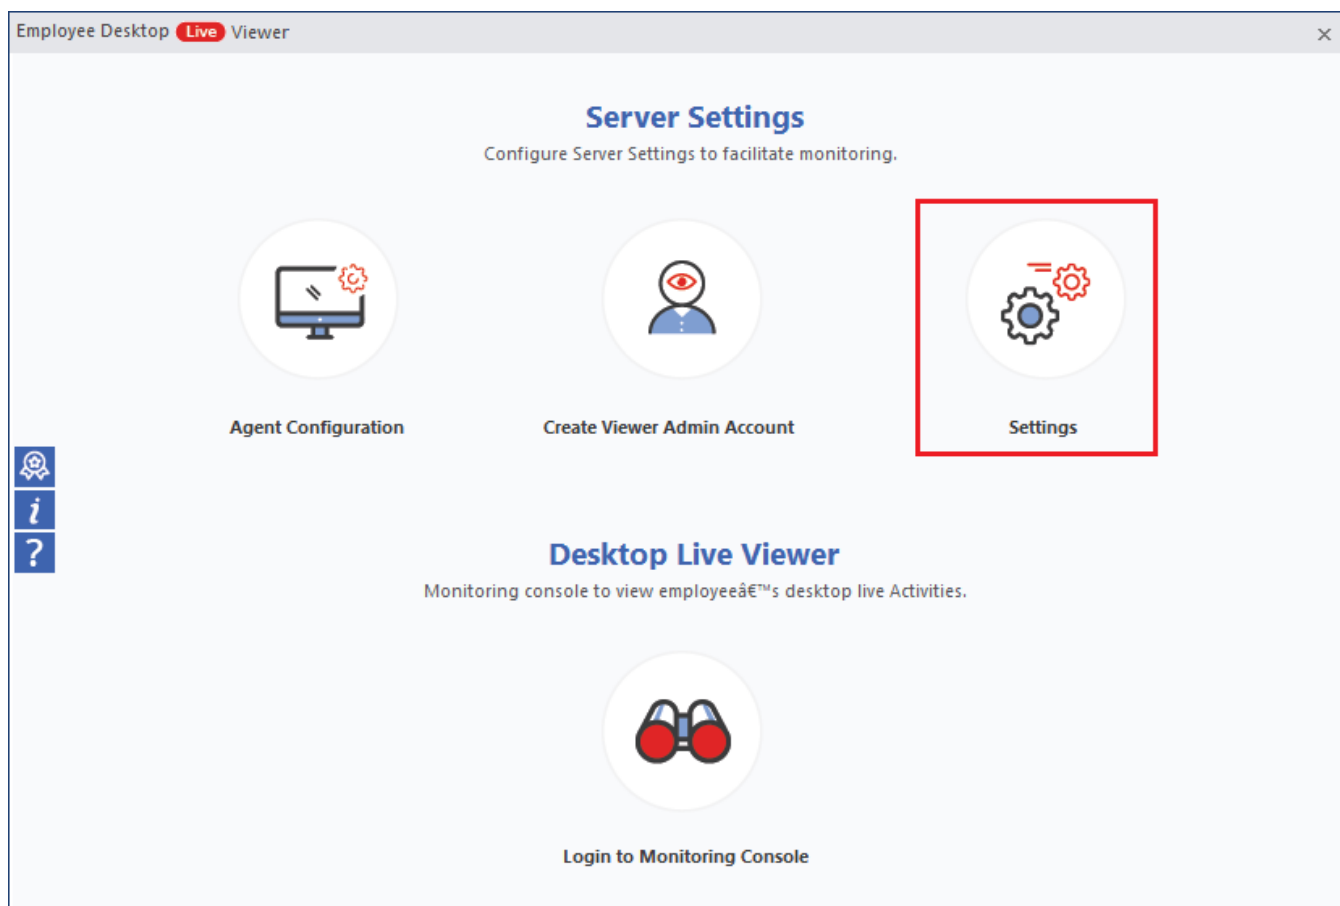 Employee Desktop Live Viewer
Server Settings
Configure Server Settings to facilitate monitoring.
Agent Configuration
Create Viewer Admin Account
Settings
i
?
Desktop Live Viewer
Monitoring console to view employeeâ€™s desktop live Activities.
Login to Monitoring Console